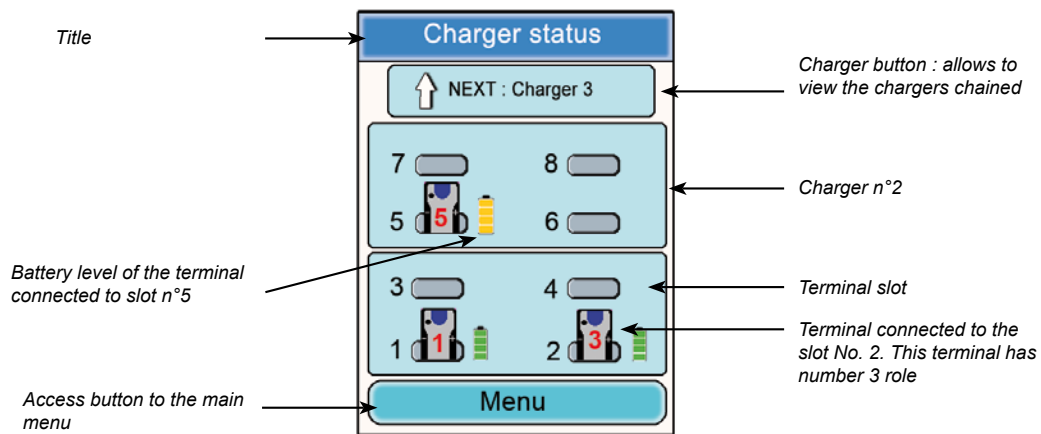 Title
Charger status
Charger button : allows to
view the chargers chained
NEXT : Charger 3
7
8
Charger n°2
5
5
6
Battery level of the terminal
connected to slot n°5
3
4
Terminal slot
1
1
2
3
Terminal connected to the
slot No. 2. This terminal has
number 3 role
Access button to the main
menu
Menu